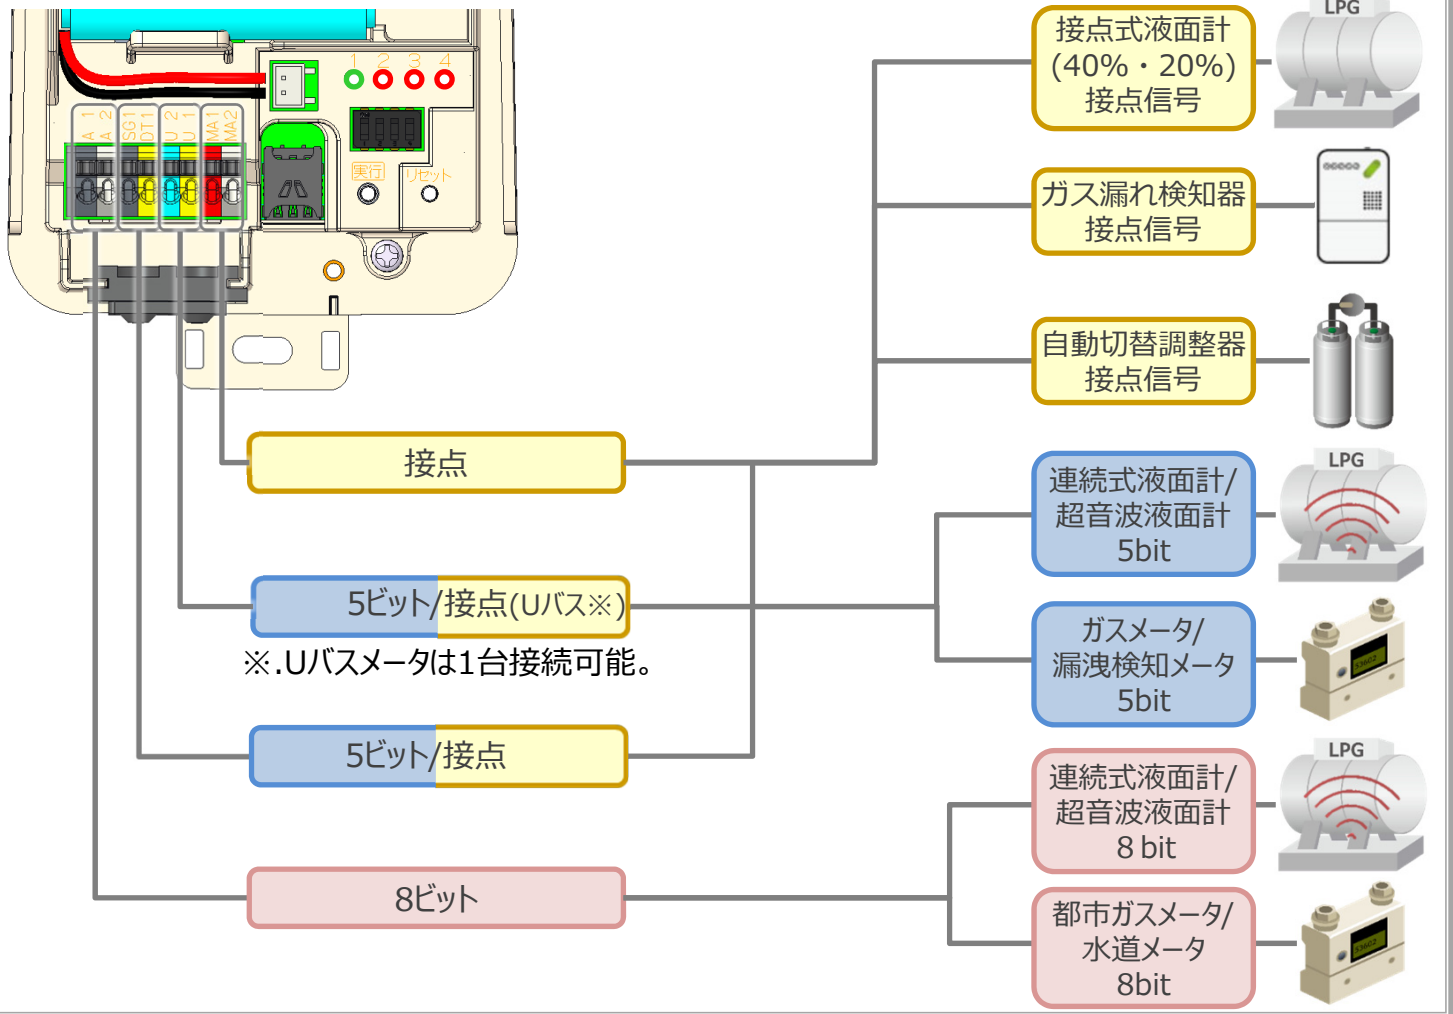 1 2 3 4
A 1
A 2
SG1
DT1
U 2
U 1
MA1
MA2
実行
リセット
LPG
接点式液面計
(40%・20%)
接点信号
ガス漏れ検知器
接点信号
自動切替調整器
接点信号
接点
LPG
連続式液面計/
超音波液面計
5bit
5ビット/接点(Uバス※)
※.Uバスメータは1台接続可能。
ガスメータ/
漏洩検知メータ
5bit
5ビット/接点
LPG
連続式液面計/
超音波液面計
8 bit
8ビット
都市ガスメータ/
水道メータ
8bit